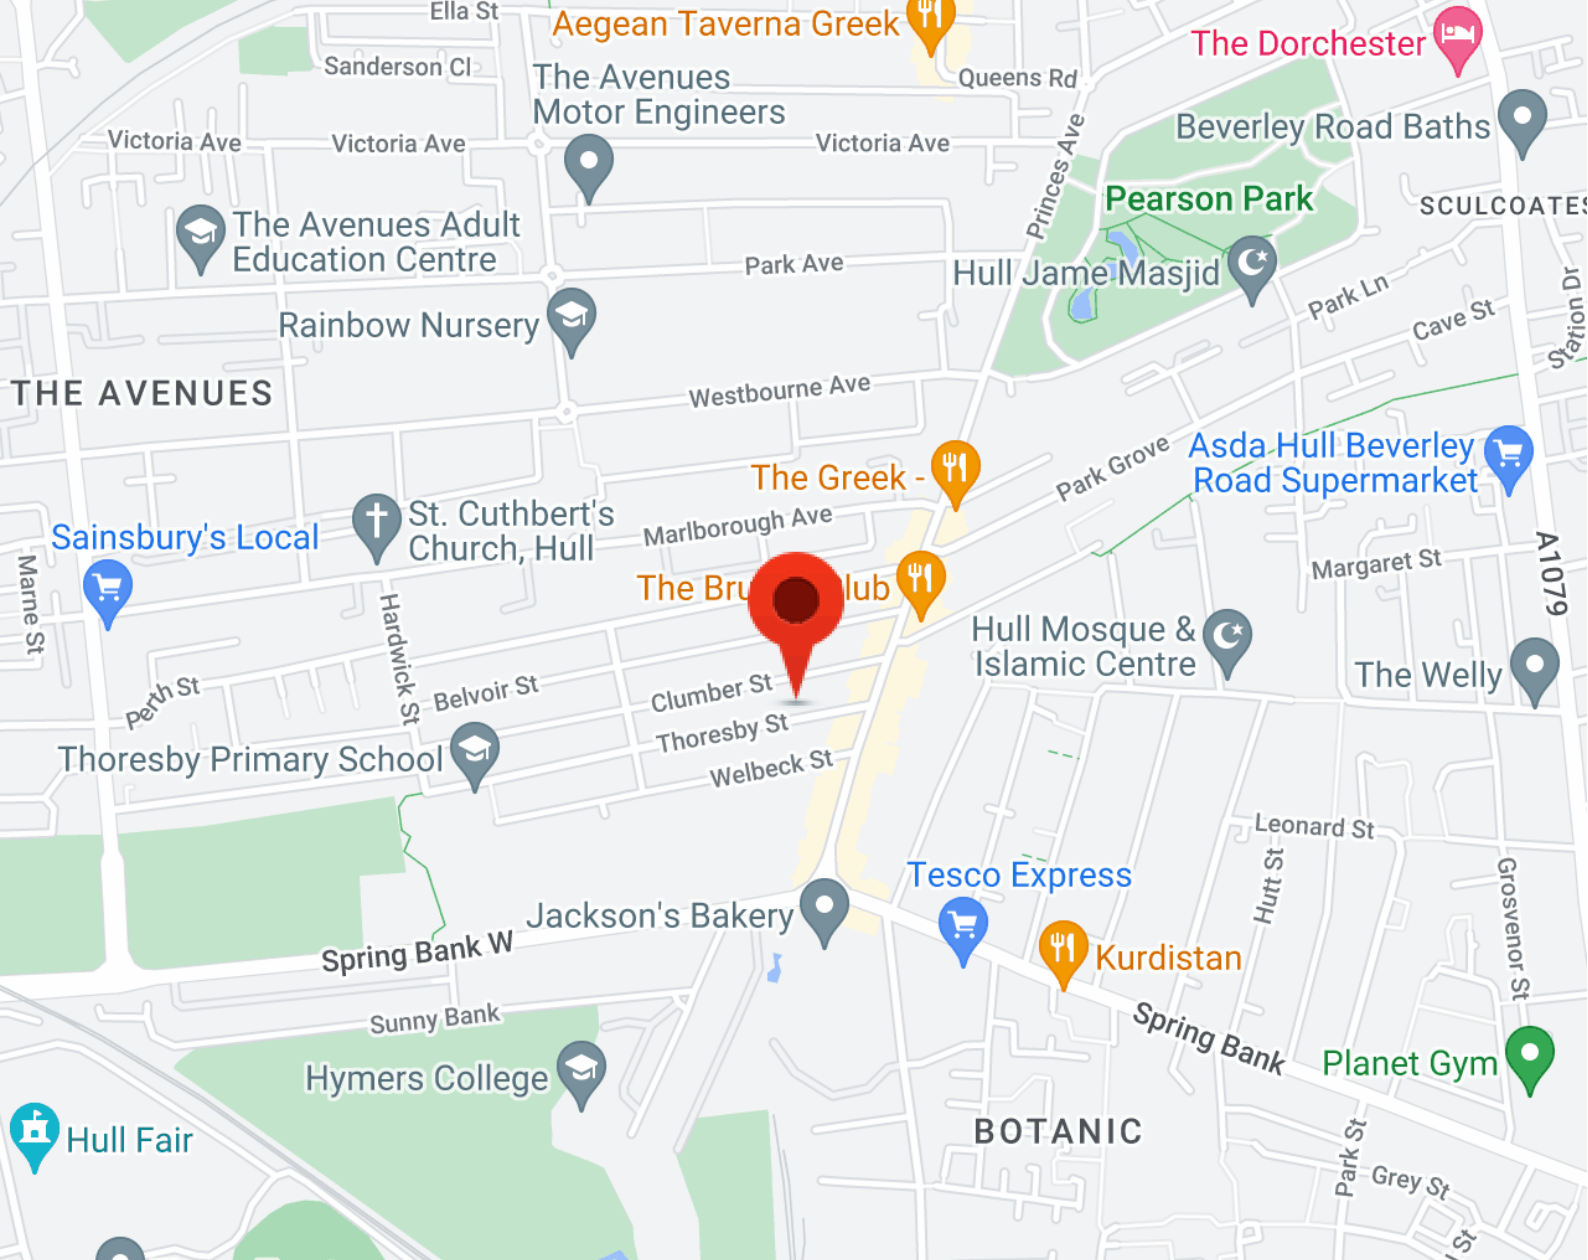 Ella St
Aegean Taverna Greek
The Dorchester
Sanderson Cl
The Avenues
Motor Engineers
Queens Rd
Victoria Ave
Victoria Ave
Victoria Ave
Princes Ave
Beverley Road Baths
Pearson Park
SCULCOATES
The Avenues Adult
Education Centre
Park Ave
Hull Jame Masjid
Park Ln
Station Dr
Rainbow Nursery
Cave St
THE AVENUES
Westbourne Ave
The Greek -
Park Grove
Asda Hull Beverley
Road Supermarket
St. Cuthbert's
Church, Hull
Marlborough Ave
Sainsbury's Local
Marne St
A1079
Margaret St
The Bru
lub
Hardwick St
Hull Mosque &
Islamic Centre
The Welly
Perth St
Belvoir St
Clumber St
Thoresby St
Thoresby Primary School
Welbeck St
Leonard St
Hutt St
Grosvenor St
Tesco Express
Jackson's Bakery
Spring Bank W
Kurdistan
Sunny Bank
Spring Bank
Hymers College
Planet Gym
Hull Fair
BOTANIC
Park St
Grey St
St